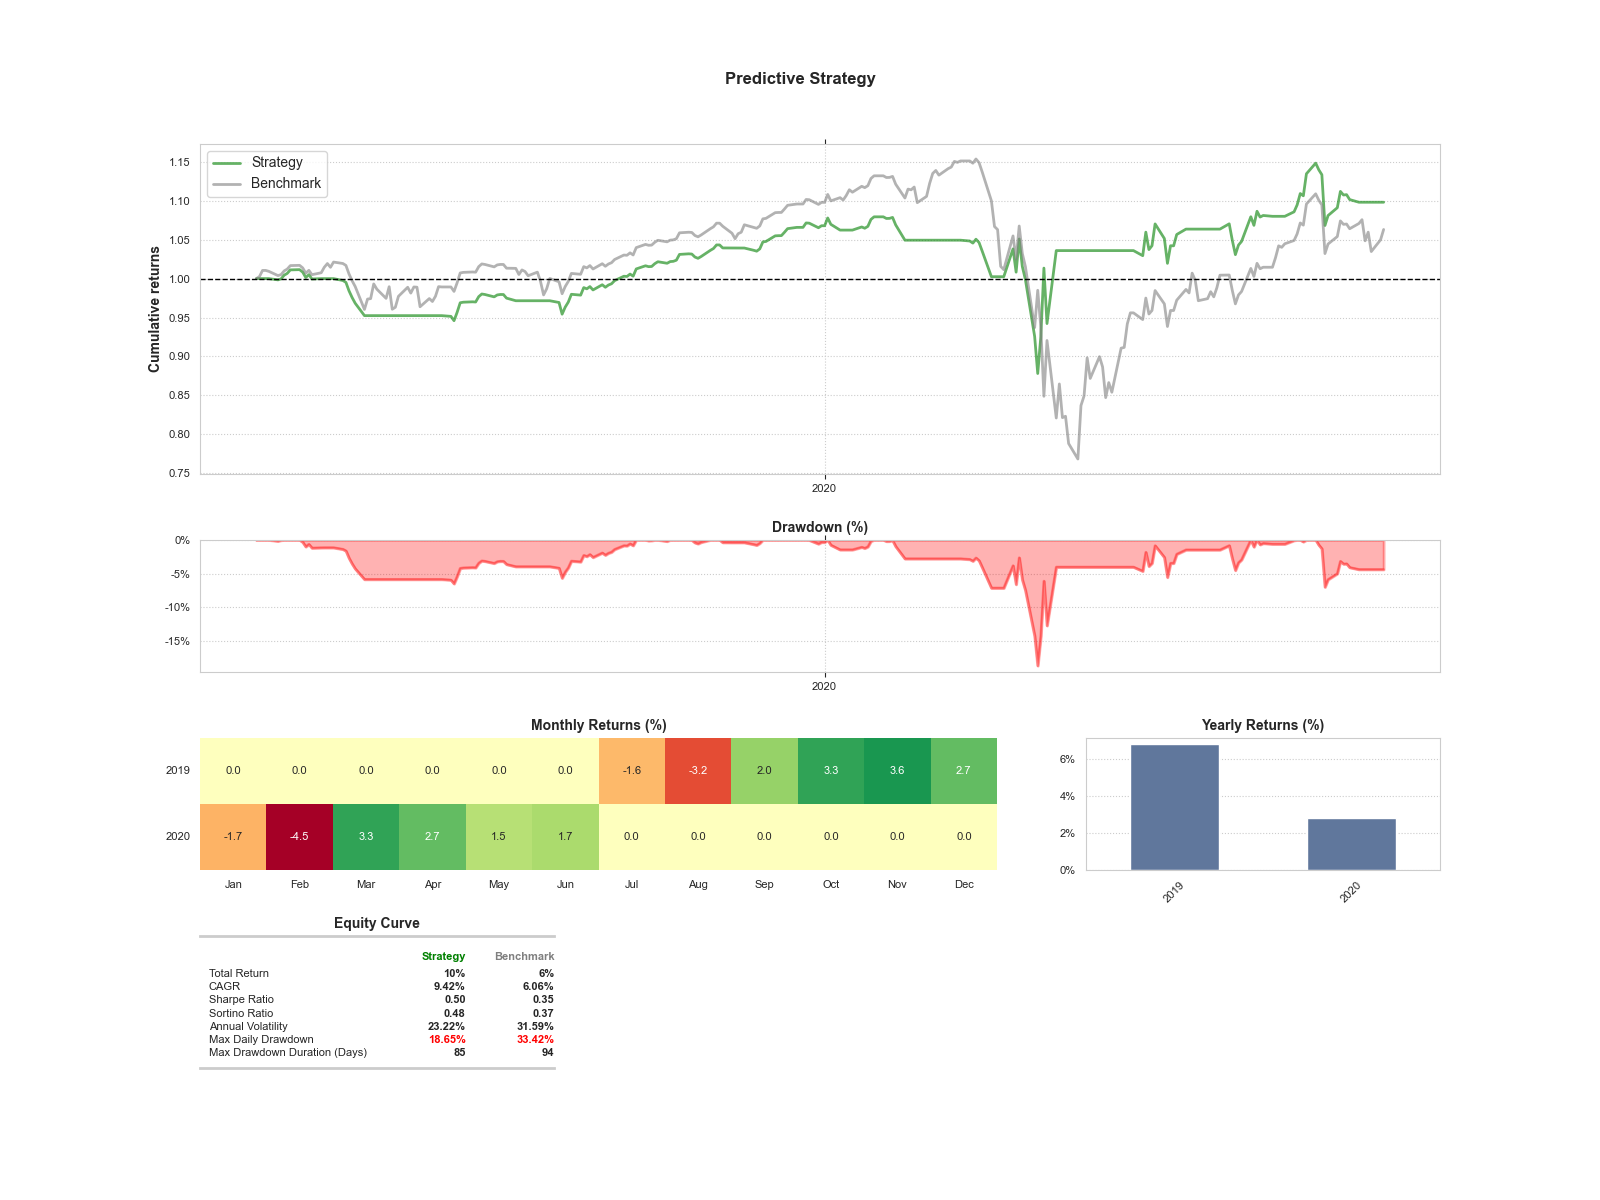 Predictive Strategy
Strategy
Benchmark
Cumulative returns
1.15
1.10
1.05
1.00
0.95
0.90
0.85
0.80
0.75
2020
Drawdown (%)
0%
-5%
-10%
-15%
2020
Monthly Returns (%)
2019 0.0 0.0 0.0 0.0 0.0 0.0 -1.6 -3.2 2.0 3.3 3.6 2.7
2020 -1.7 -4.5 3.3 2.7 1.5 1.7 0.0 0.0 0.0 0.0 0.0 0.0
Jan Feb Mar Apr May Jun Jul Aug Sep Oct Nov Dec
Yearly Returns (%)
6%
4%
2%
0%
2019 2020
Equity Curve
Strategy Benchmark
Total Return 10% 6%
CAGR 9.42% 6.06%
Sharpe Ratio 0.50 0.35
Sortino Ratio 0.48 0.37
Annual Volatility 23.22% 31.59%
Max Daily Drawdown 18.65% 33.42%
Max Drawdown Duration (Days) 85 94